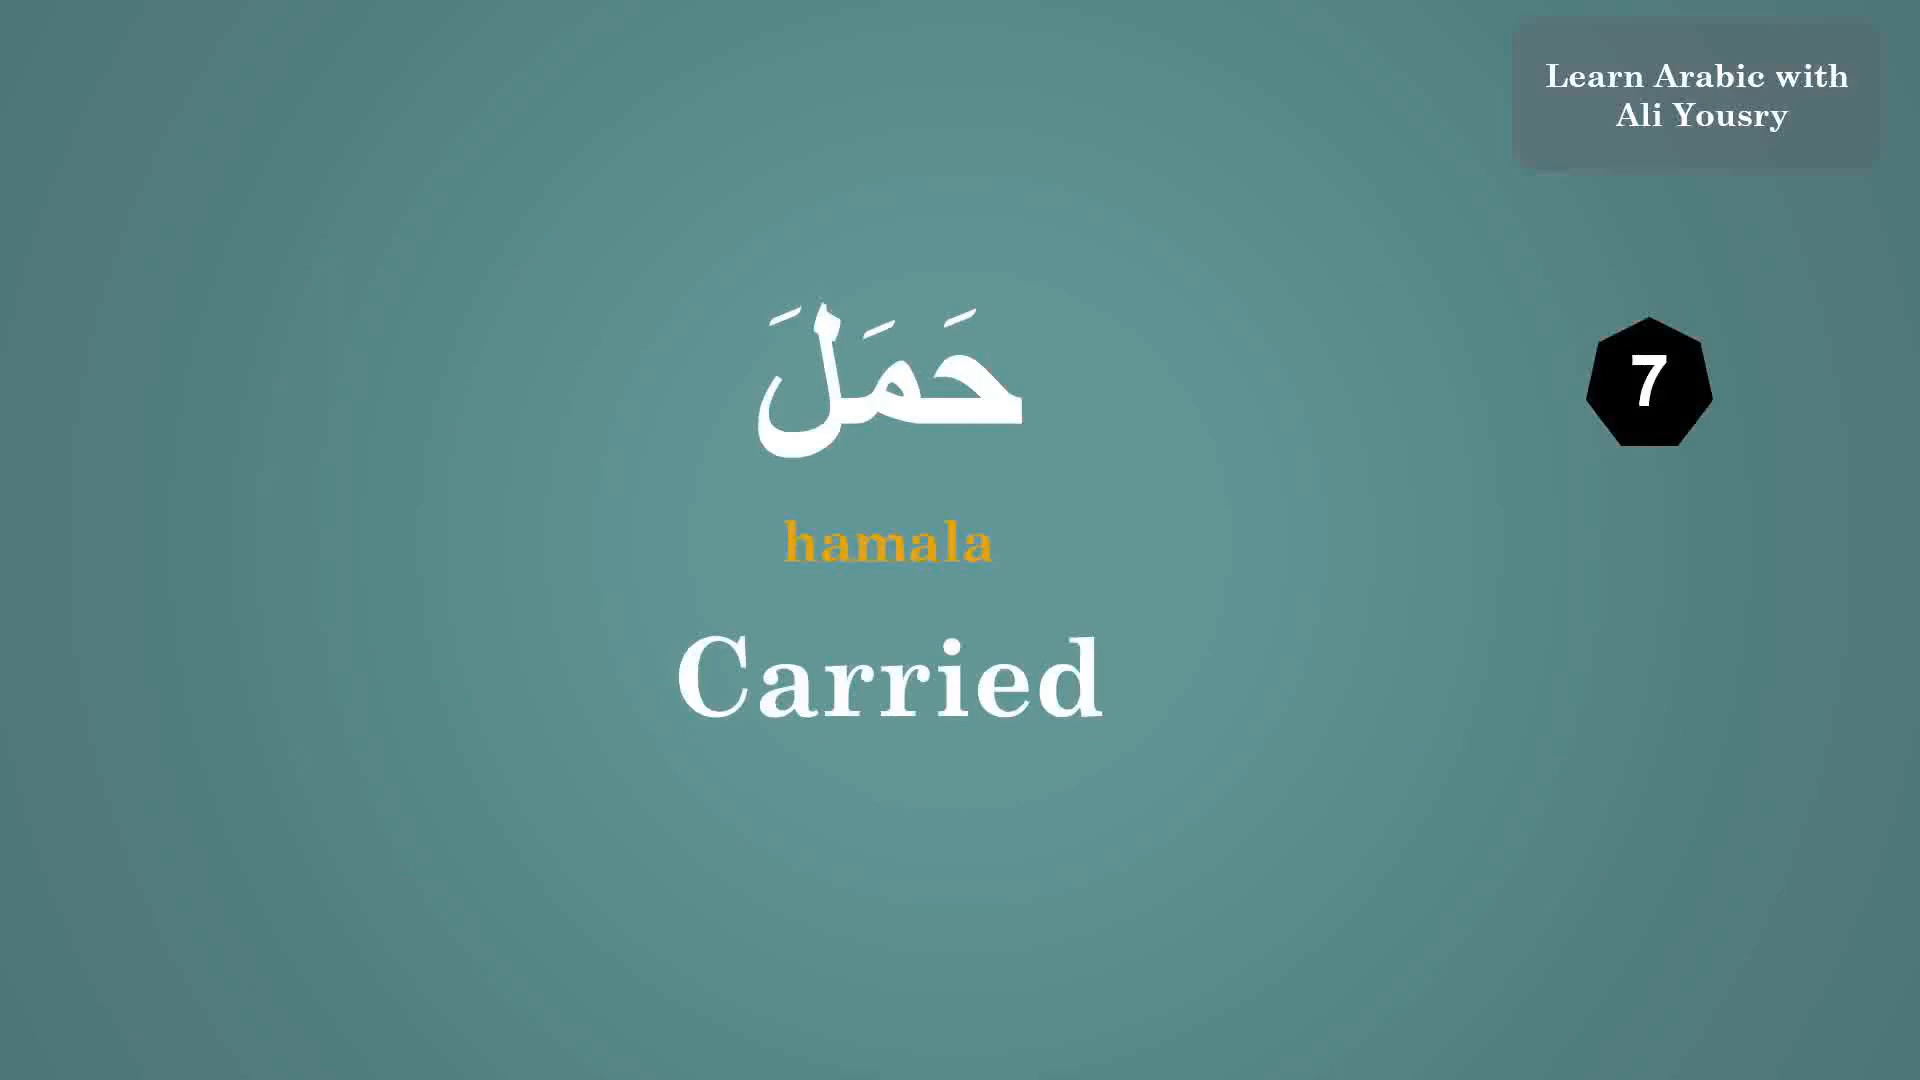 Learn Arabic with
Ali Yousry
حَمَلَ
7
hamala
Carried